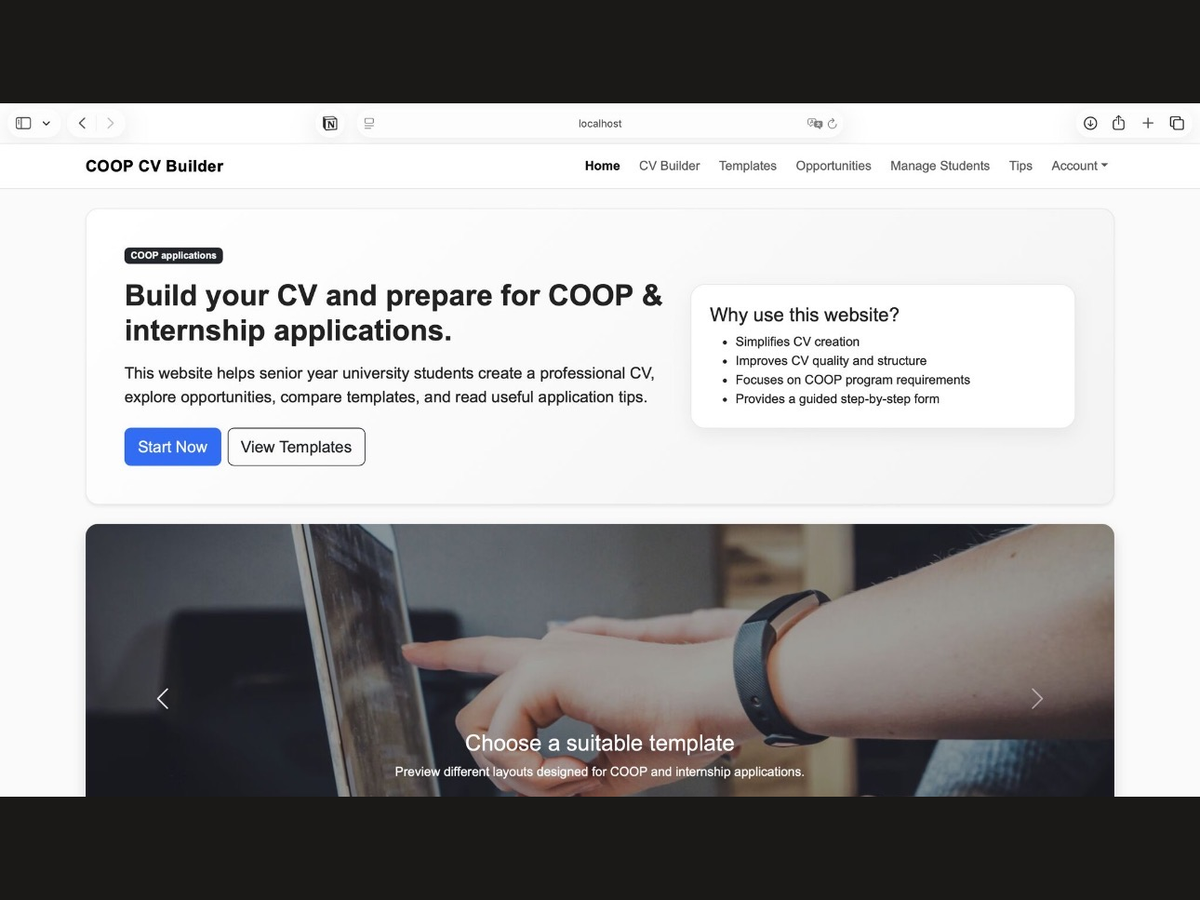 localhost
COOP CV Builder
Home
CV Builder
Templates
Opportunities
Manage Students
Tips
Account
COOP applications
Build your CV and prepare for COOP &
internship applications.
This website helps senior year university students create a professional CV,
explore opportunities, compare templates, and read useful application tips.
Start Now
View Templates
Why use this website?
Simplifies CV creation
Improves CV quality and structure
Focuses on COOP program requirements
Provides a guided step-by-step form
Choose a suitable template
Preview different layouts designed for COOP and internship applications.